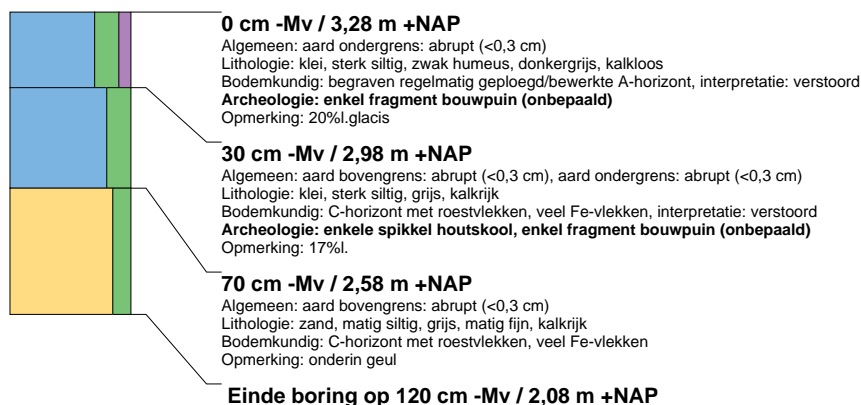 0 cm -Mv / 3,28 m +NAP
Algemeen: aard ondergrens: abrupt (<0,3 cm)
Lithologie: klei, sterk siltig, zwak humeus, donkergrijs, kalkloos
Bodemkundig: begraven regelmatig geploegd/bewerkte A-horizont, interpretatie: verstoord
Archeologie: enkel fragment bouwpuin (onbepaald)
Opmerking: 20%l.glacis
30 cm -Mv / 2,98 m +NAP
Algemeen: aard bovengrens: abrupt (<0,3 cm), aard ondergrens: abrupt (<0,3 cm)
Lithologie: klei, sterk siltig, grijs, kalkrijk
Bodemkundig: C-horizont met roestvlekken, veel Fe-vlekken, interpretatie: verstoord
Archeologie: enkele spikkel houtskool, enkel fragment bouwpuin (onbepaald)
Opmerking: 17%l.
70 cm -Mv / 2,58 m +NAP
Algemeen: aard bovengrens: abrupt (<0,3 cm)
Lithologie: zand, matig siltig, grijs, matig fijn, kalkrijk
Bodemkundig: C-horizont met roestvlekken, veel Fe-vlekken
Opmerking: onderin geul
Einde boring op 120 cm -Mv / 2,08 m +NAP